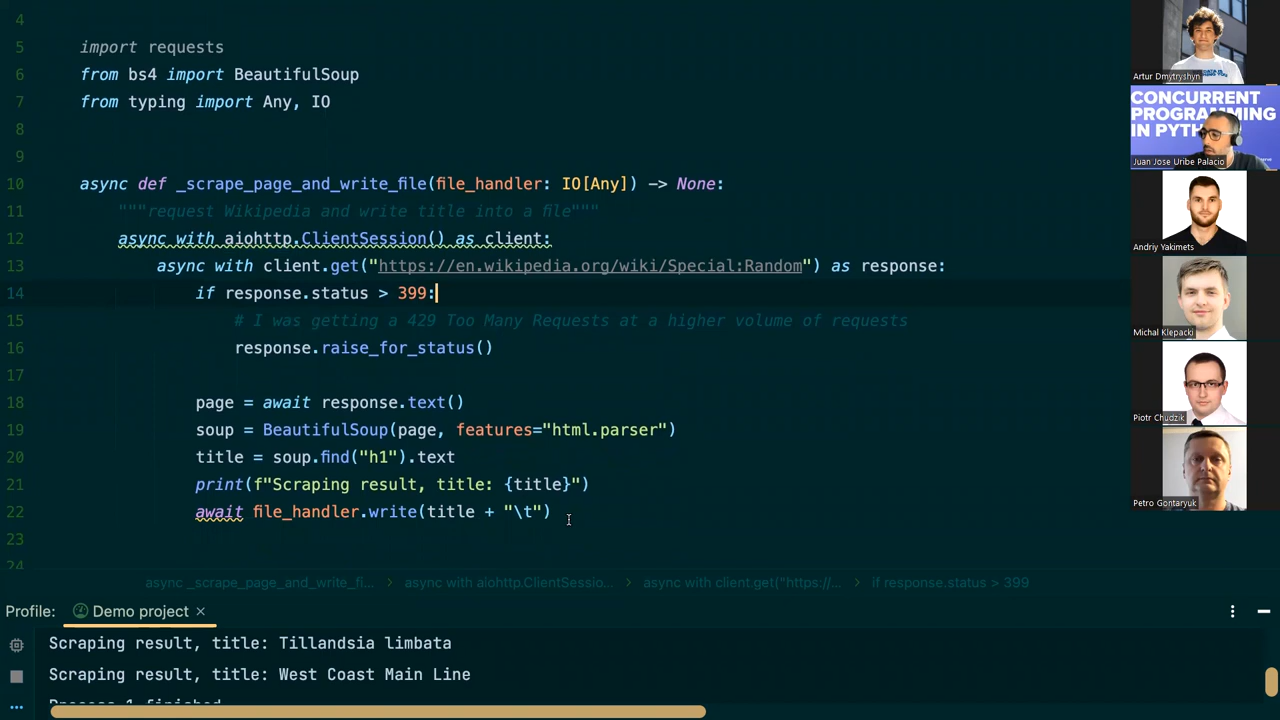 4
5 import requests
6 from bs4 import BeautifulSoup
7 from typing import Any, IO
8
9
10 async def _scrape_page_and_write_file(file_handler: IO[Any]) -> None:
11 """request Wikipedia and write title into a file"""
12 async with aiohttp.ClientSession() as client:
13 async with client.get("https://en.wikipedia.org/wiki/Special:Random") as response:
14 if response.status > 399:
15 # I was getting a 429 Too Many Requests at a higher volume of requests
16 response.raise_for_status()
17
18 page = await response.text()
19 soup = BeautifulSoup(page, features="html.parser")
20 title = soup.find("h1").text
21 print(f"Scraping result, title: {title}")
22 await file_handler.write(title + "\t")
23
24
async _scrape_page_and_write_fi... > async with aiohttp.ClientSessio... > async with client.get("https://... > if response.status > 399
Profile: Demo project ×
Scraping result, title: Tillandsia limbata
Scraping result, title: West Coast Main Line
Process 1 finished
Artur Dmytryshyn
CONCURRENT
PROGRAMMING
IN PYTH
Juan Jose Uribe Palacio
Andriy Yakimets
Michal Klepacki
Piotr Chudzik
Petro Gontaryuk